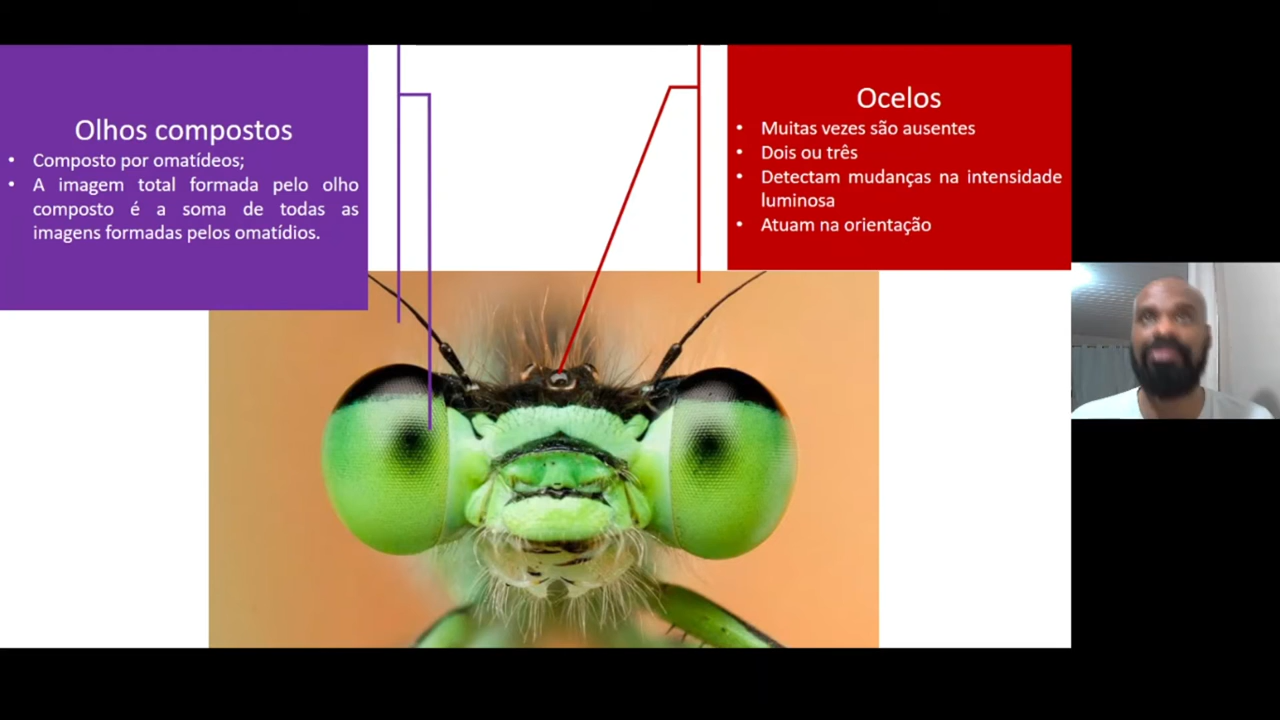 Olhos compostos
• Composto por omatídeos;
• A imagem total formada pelo olho
composto é a soma de todas as
imagens formadas pelos omatídios.
Ocelos
• Muitas vezes são ausentes
• Dois ou três
• Detectam mudanças na intensidade
luminosa
• Atuam na orientação